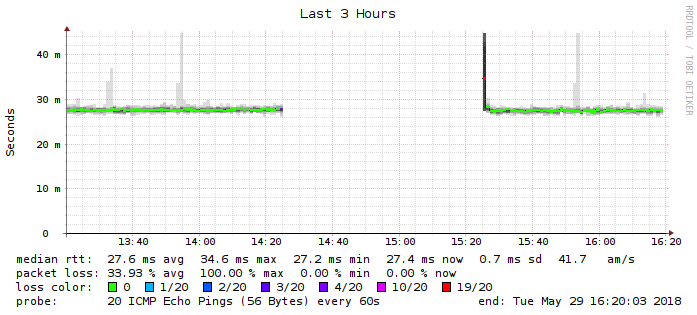 Last 3 Hours
RRDTOOL / TOBI OETIKER
Seconds
40 m
30 m
20 m
10 m
0
13:40 14:00 14:20 14:40 15:00 15:20 15:40 16:00 16:20
median rtt: 27.6 ms avg 34.6 ms max 27.2 ms min 27.4 ms now 0.7 ms sd 41.7 am/s
packet loss: 33.93 % avg 100.00 % max 0.00 % min 0.00 % now
loss color: 0 1/20 2/20 3/20 4/20 10/20 19/20
probe: 20 ICMP Echo Pings (56 Bytes) every 60s end: Tue May 29 16:20:03 2018